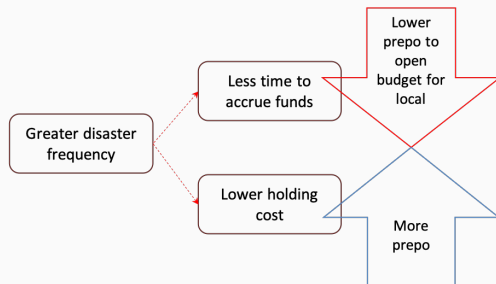 Lower
prepo to
open
budget for
local
Less time to
accrue funds
Greater disaster
frequency
Lower holding
cost
More
prepo